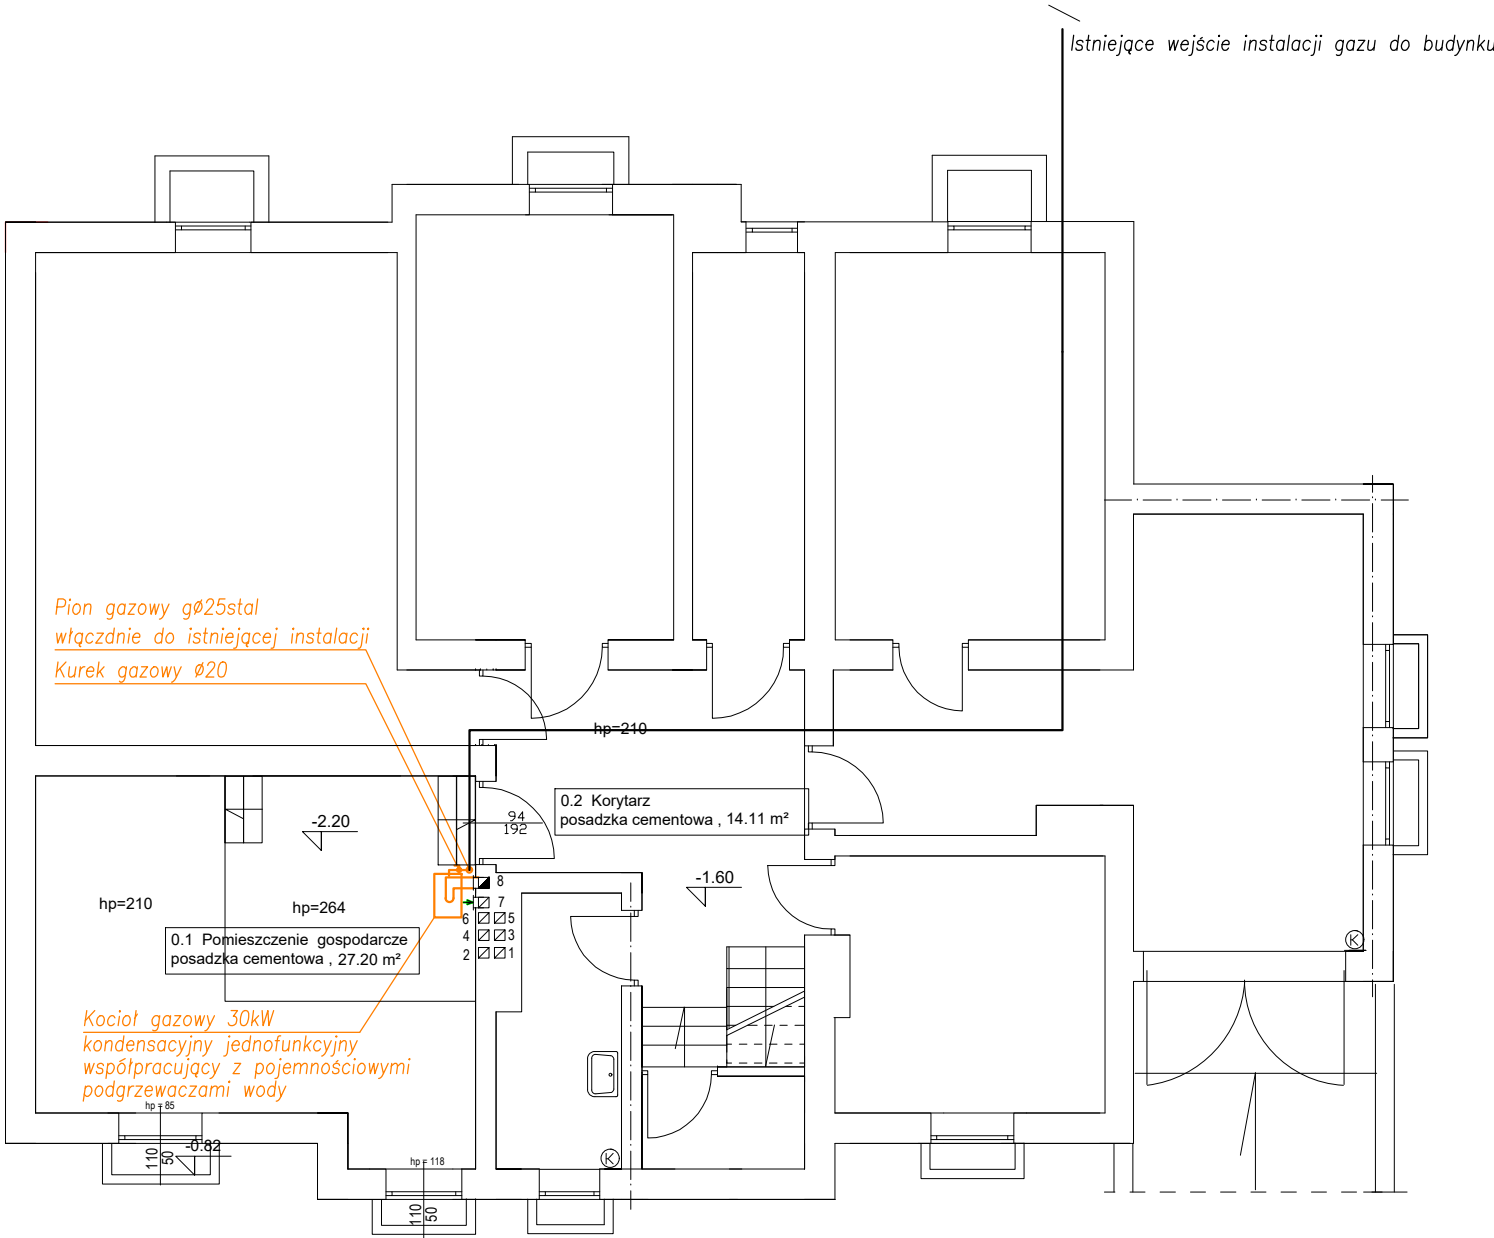 Istniejące wejście instalacji gazu do budynku
Pion gazowy gø25stal
włączdnie do istniejącej instalacji
Kurek gazowy ø20
hp=210
94
192
0.2 Korytarz
posadzka cementowa , 14.11 m²
-2.20
-1.60
hp=210
hp=264
8
7
6
5
4
3
2
1
0.1 Pomieszczenie gospodarcze
posadzka cementowa , 27.20 m²
K
Kocioł gazowy 30kW
kondensacyjny jednofunkcyjny
współpracujący z pojemnościowymi
podgrzewaczami wody
hp = 85
-0.82
110
50
hp = 118
110
50
K